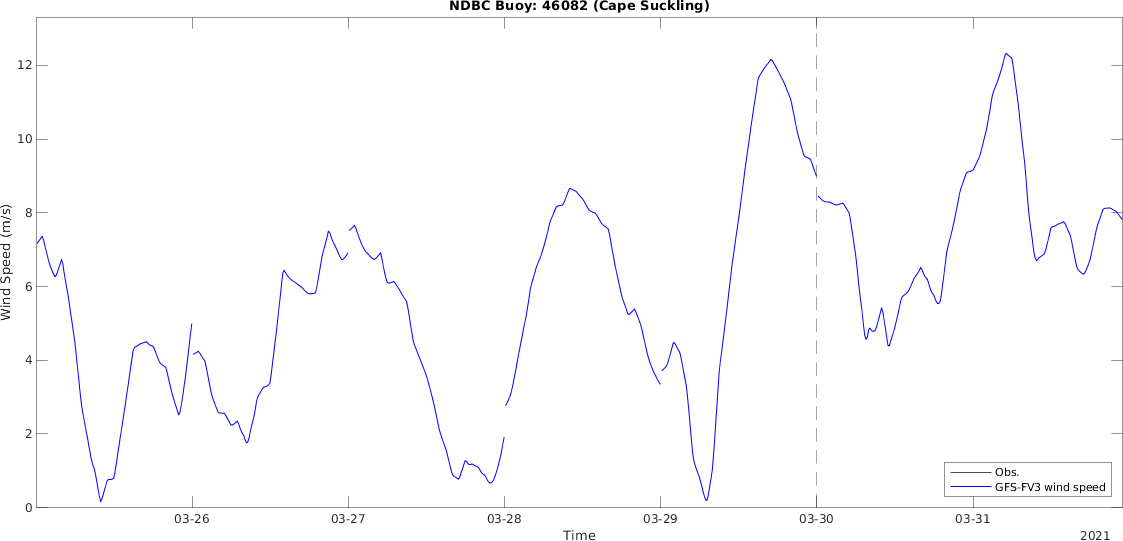 NDBC Buoy: 46082 (Cape Suckling)
12
10
8
6
4
2
0
Wind Speed (m/s)
Obs.
GFS-FV3 wind speed
03-26 03-27 03-28 03-29 03-30 03-31
Time
2021